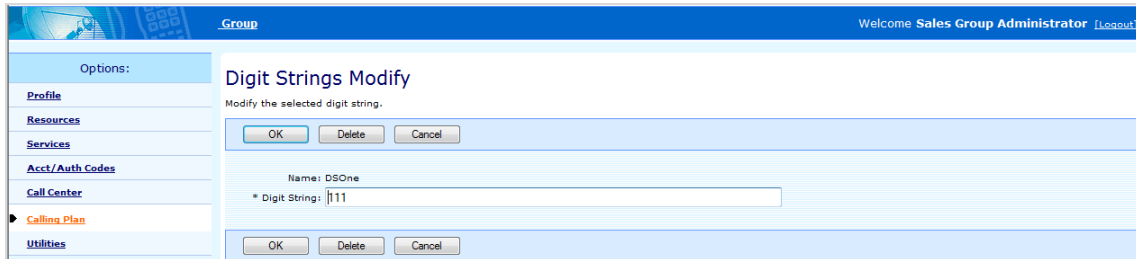 Group
Welcome Sales Group Administrator [Logout]
Options:
Profile
Resources
Services
Acct/Auth Codes
Call Center
Calling Plan
Utilities
Digit Strings Modify
Modify the selected digit string.
OK Delete Cancel
Name: DSOne
* Digit String: 111
OK Delete Cancel